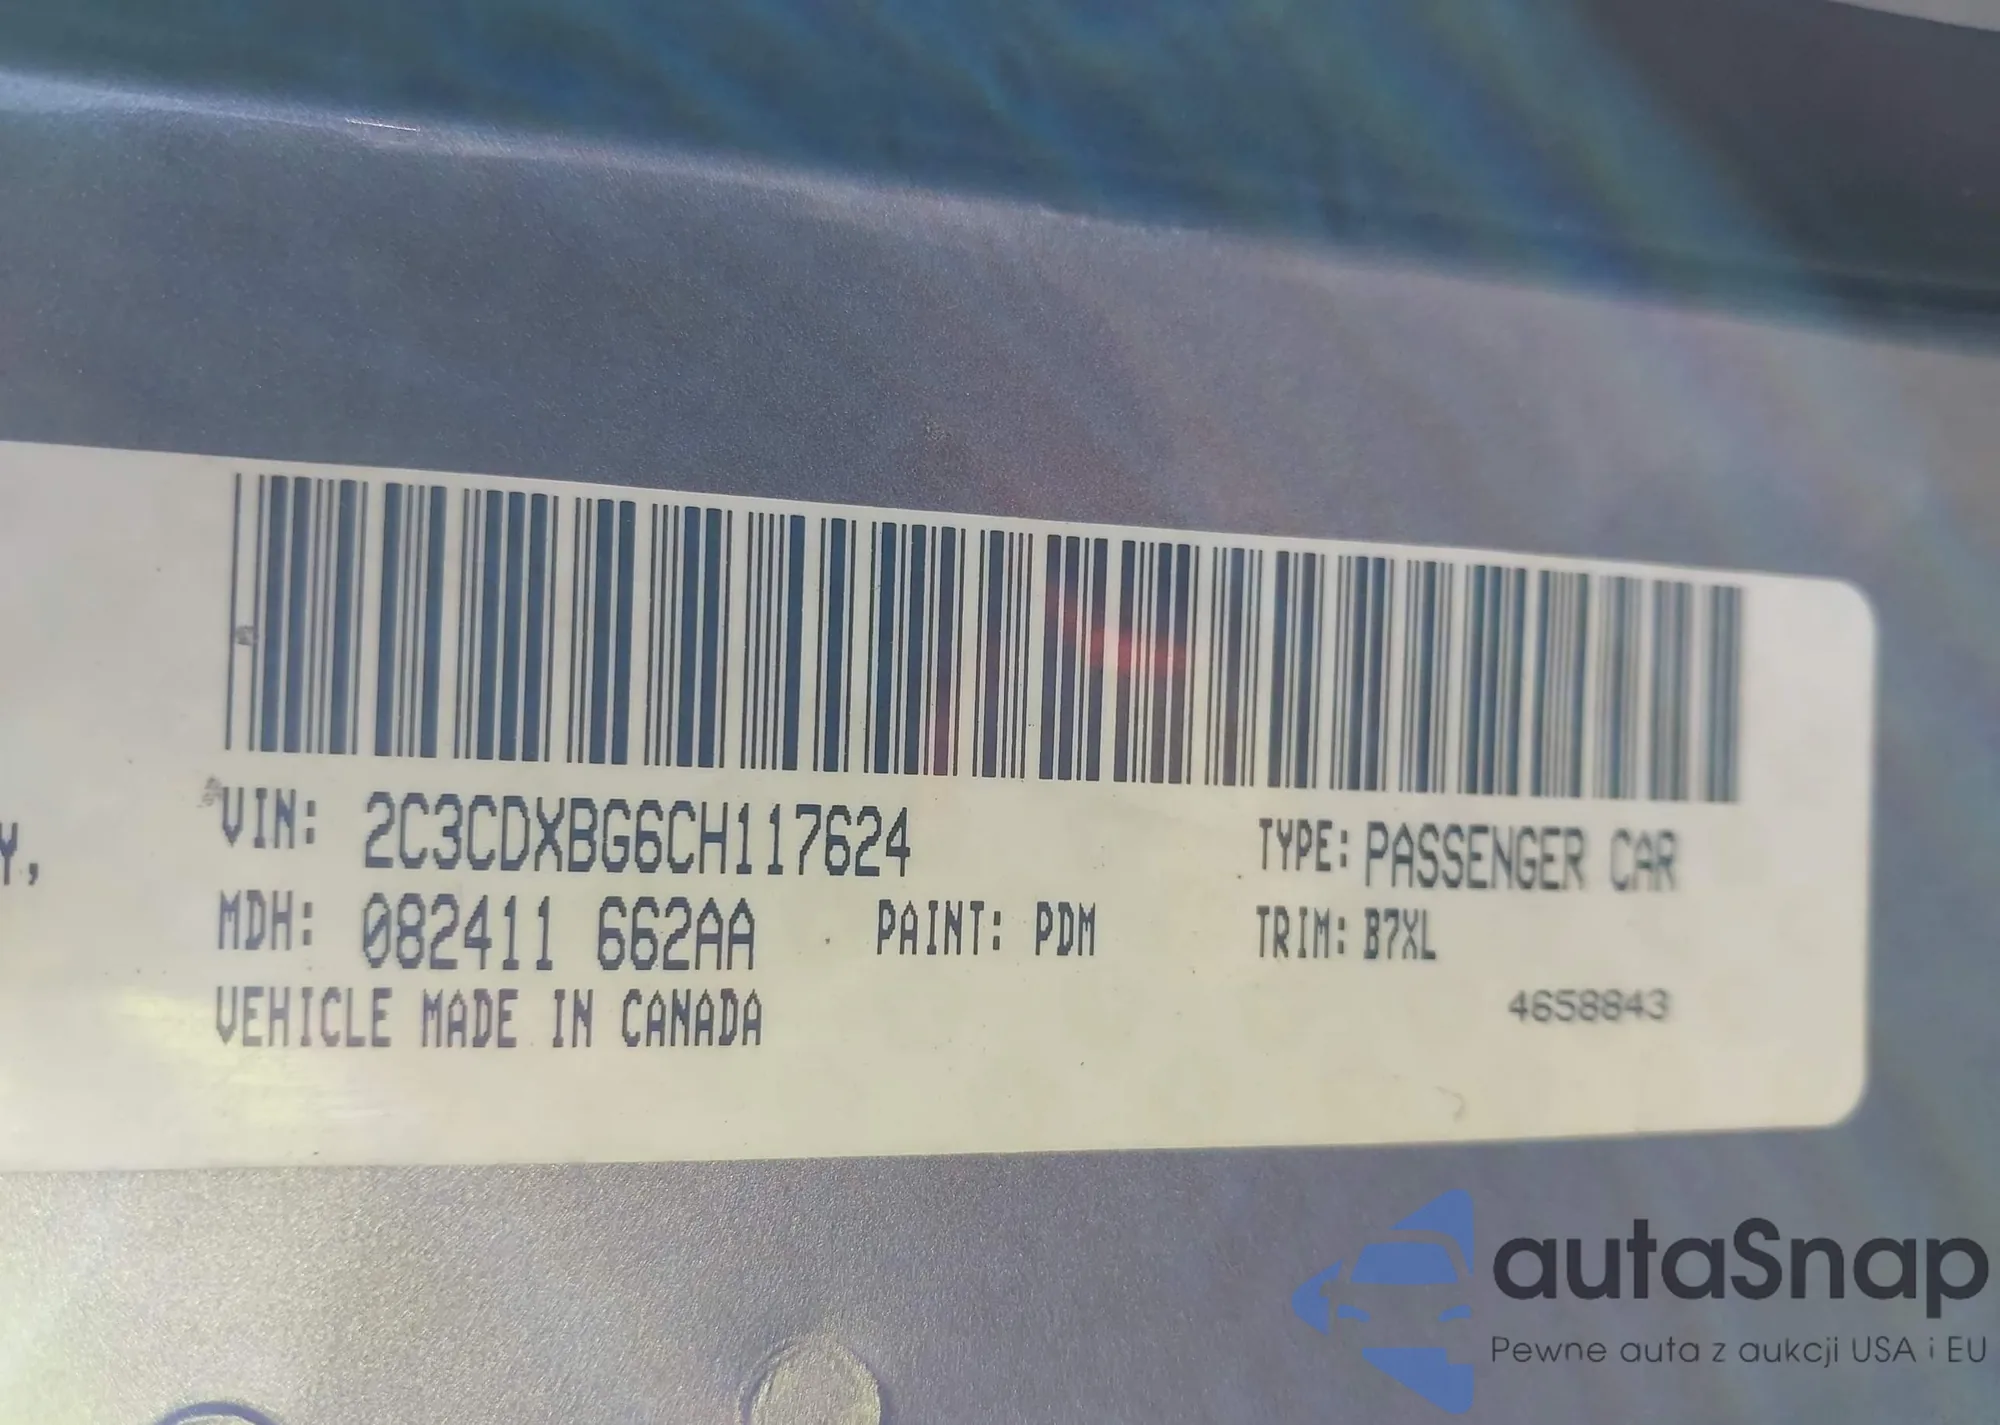 Y,
VIN: 2C3CDXBG6CH117624
TYPE: PASSENGER CAR
MDH: 082411 662AA
PAINT: PDM
TRIM: B7XL
VEHICLE MADE IN CANADA
4658843
autaSnap
Pewne auta z aukcji USA i EU